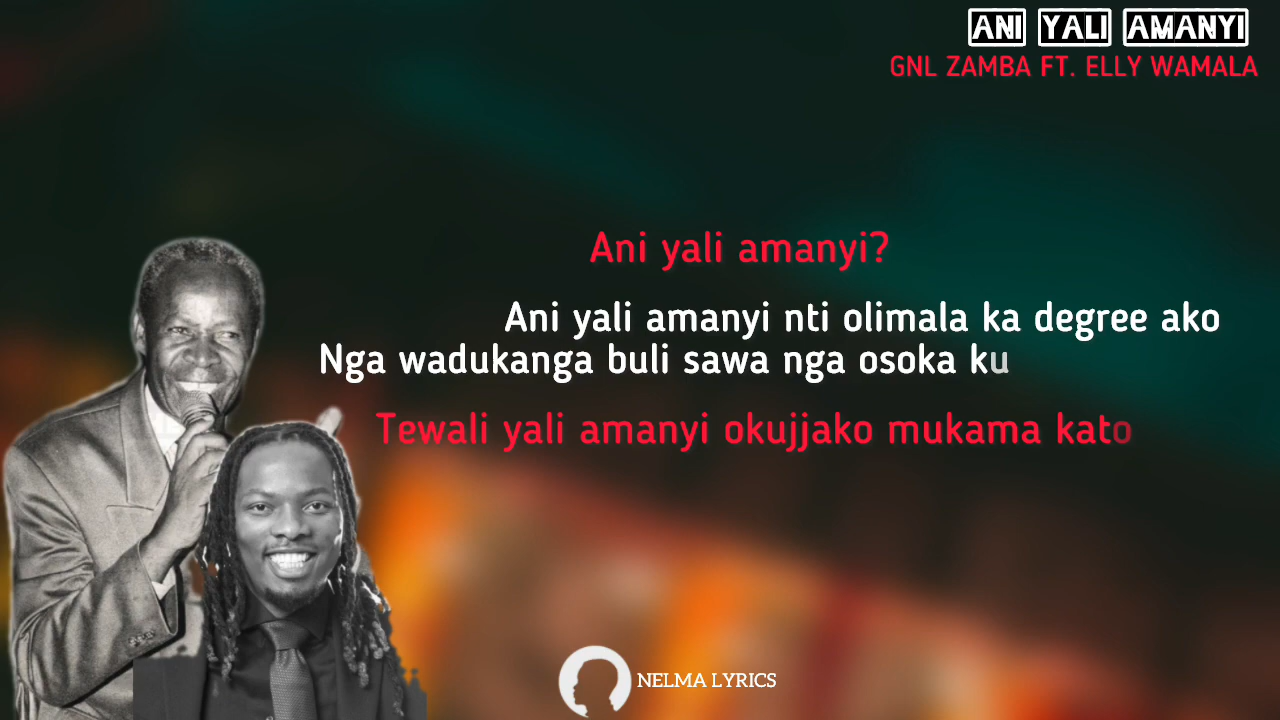 ANI YALI AMANYI
GNL ZAMBA FT. ELLY WAMALA
Ani yali amanyi?
Ani yali amanyi nti olimala ka degree ako
Nga wadukanga buli sawa nga osoka ku
Tewali yali amanyi okujjako mukama kato
NELMA LYRICS